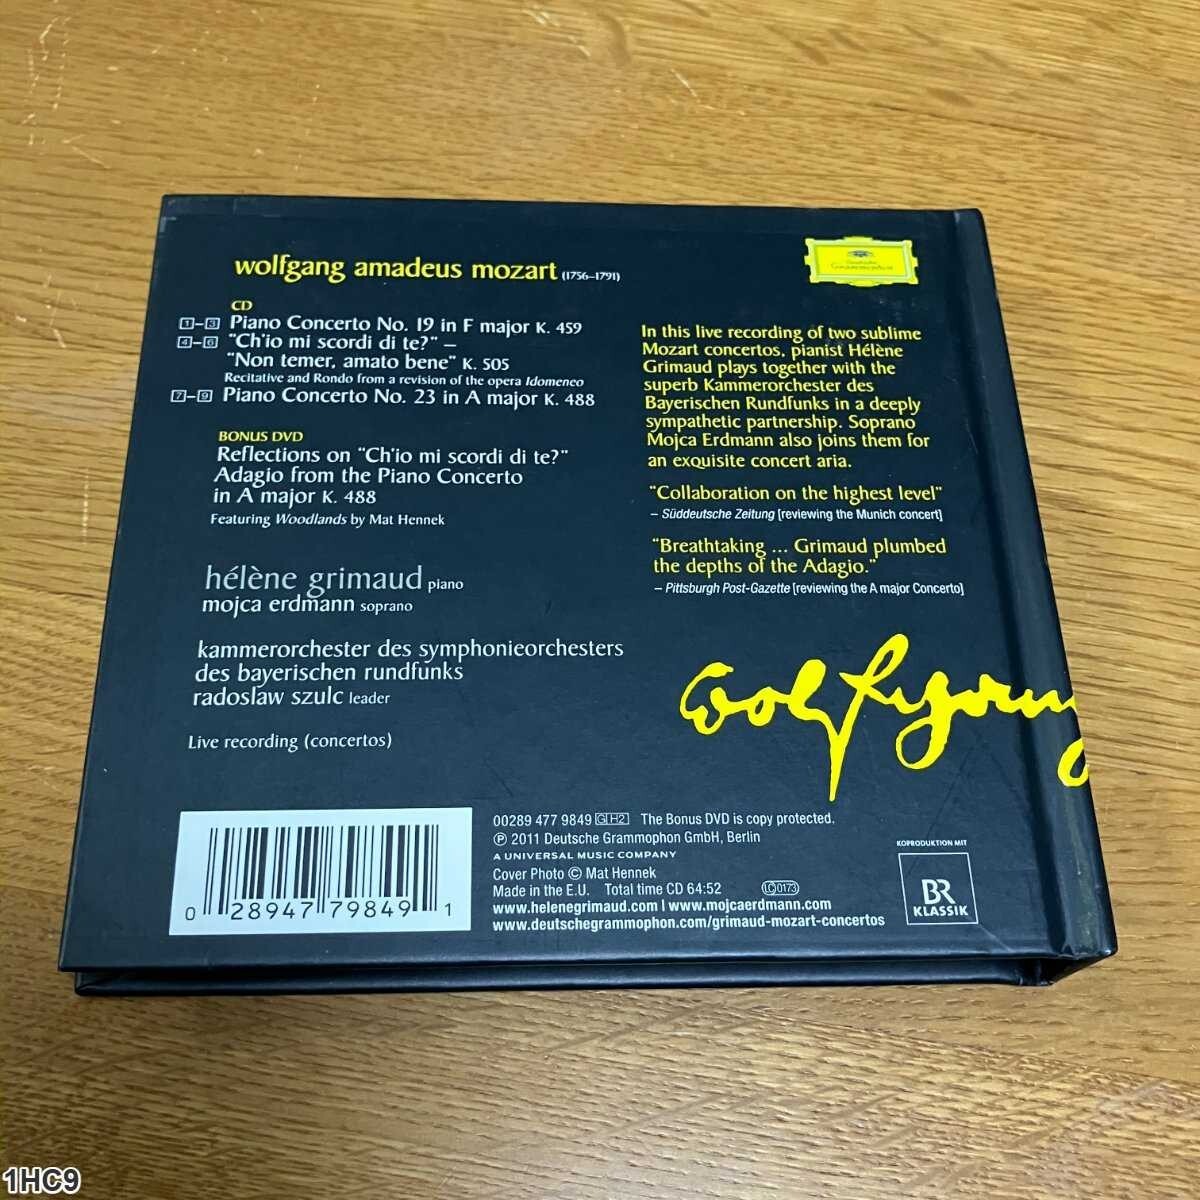 wolfgang amadeus mozart (1756–1791)
CD
1–3 Piano Concerto No. 19 in F major K. 459
4–6 "Ch'io mi scordi di te?" –
"Non temer, amato bene" K. 505
Recitative and Rondo from a revision of the opera Idomeneo
7–9 Piano Concerto No. 23 in A major K. 488
BONUS DVD
Reflections on "Ch'io mi scordi di te?"
Adagio from the Piano Concerto
in A major K. 488
Featuring Woodlands by Mat Hennek
hélène grimaud piano
mojca erdmann soprano
kammerorchester des symphonieorchesters
des bayerischen rundfunks
radoslaw szulc leader
Live recording (concertos)
Deutsche
Grammophon
In this live recording of two sublime
Mozart concertos, pianist Hélène
Grimaud plays together with the
superb Kammerorchester des
Bayerischen Rundfunks in a deeply
sympathetic partnership. Soprano
Mojca Erdmann also joins them for
an exquisite concert aria.
"Collaboration on the highest level"
– Süddeutsche Zeitung [reviewing the Munich concert]
"Breathtaking ... Grimaud plumbed
the depths of the Adagio."
– Pittsburgh Post-Gazette [reviewing the A major Concerto]
Wolfgang
0 28947 79849 1
00289 477 9849 GH2 The Bonus DVD is copy protected.
℗ 2011 Deutsche Grammophon GmbH, Berlin
A UNIVERSAL MUSIC COMPANY
Cover Photo © Mat Hennek
Made in the E.U. Total time CD 64:52 LC 0173
www.helenegrimaud.com | www.mojcaerdmann.com
www.deutschegrammophon.com/grimaud-mozart-concertos
KOPRODUKTION MIT
BR
KLASSIK
1HC9